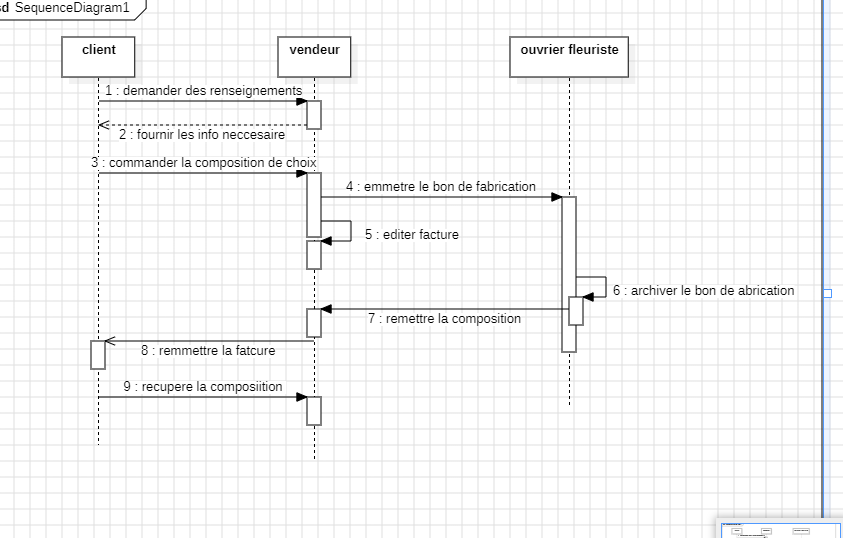 sd SequenceDiagram1
client
vendeur
ouvrier fleuriste
1 : demander des renseignements
2 : fournir les info neccesaire
3 : commander la composition de choix
4 : emmetre le bon de fabrication
5 : editer facture
6 : archiver le bon de abrication
7 : remettre la composition
8 : remmettre la fatcure
9 : recupere la composiition